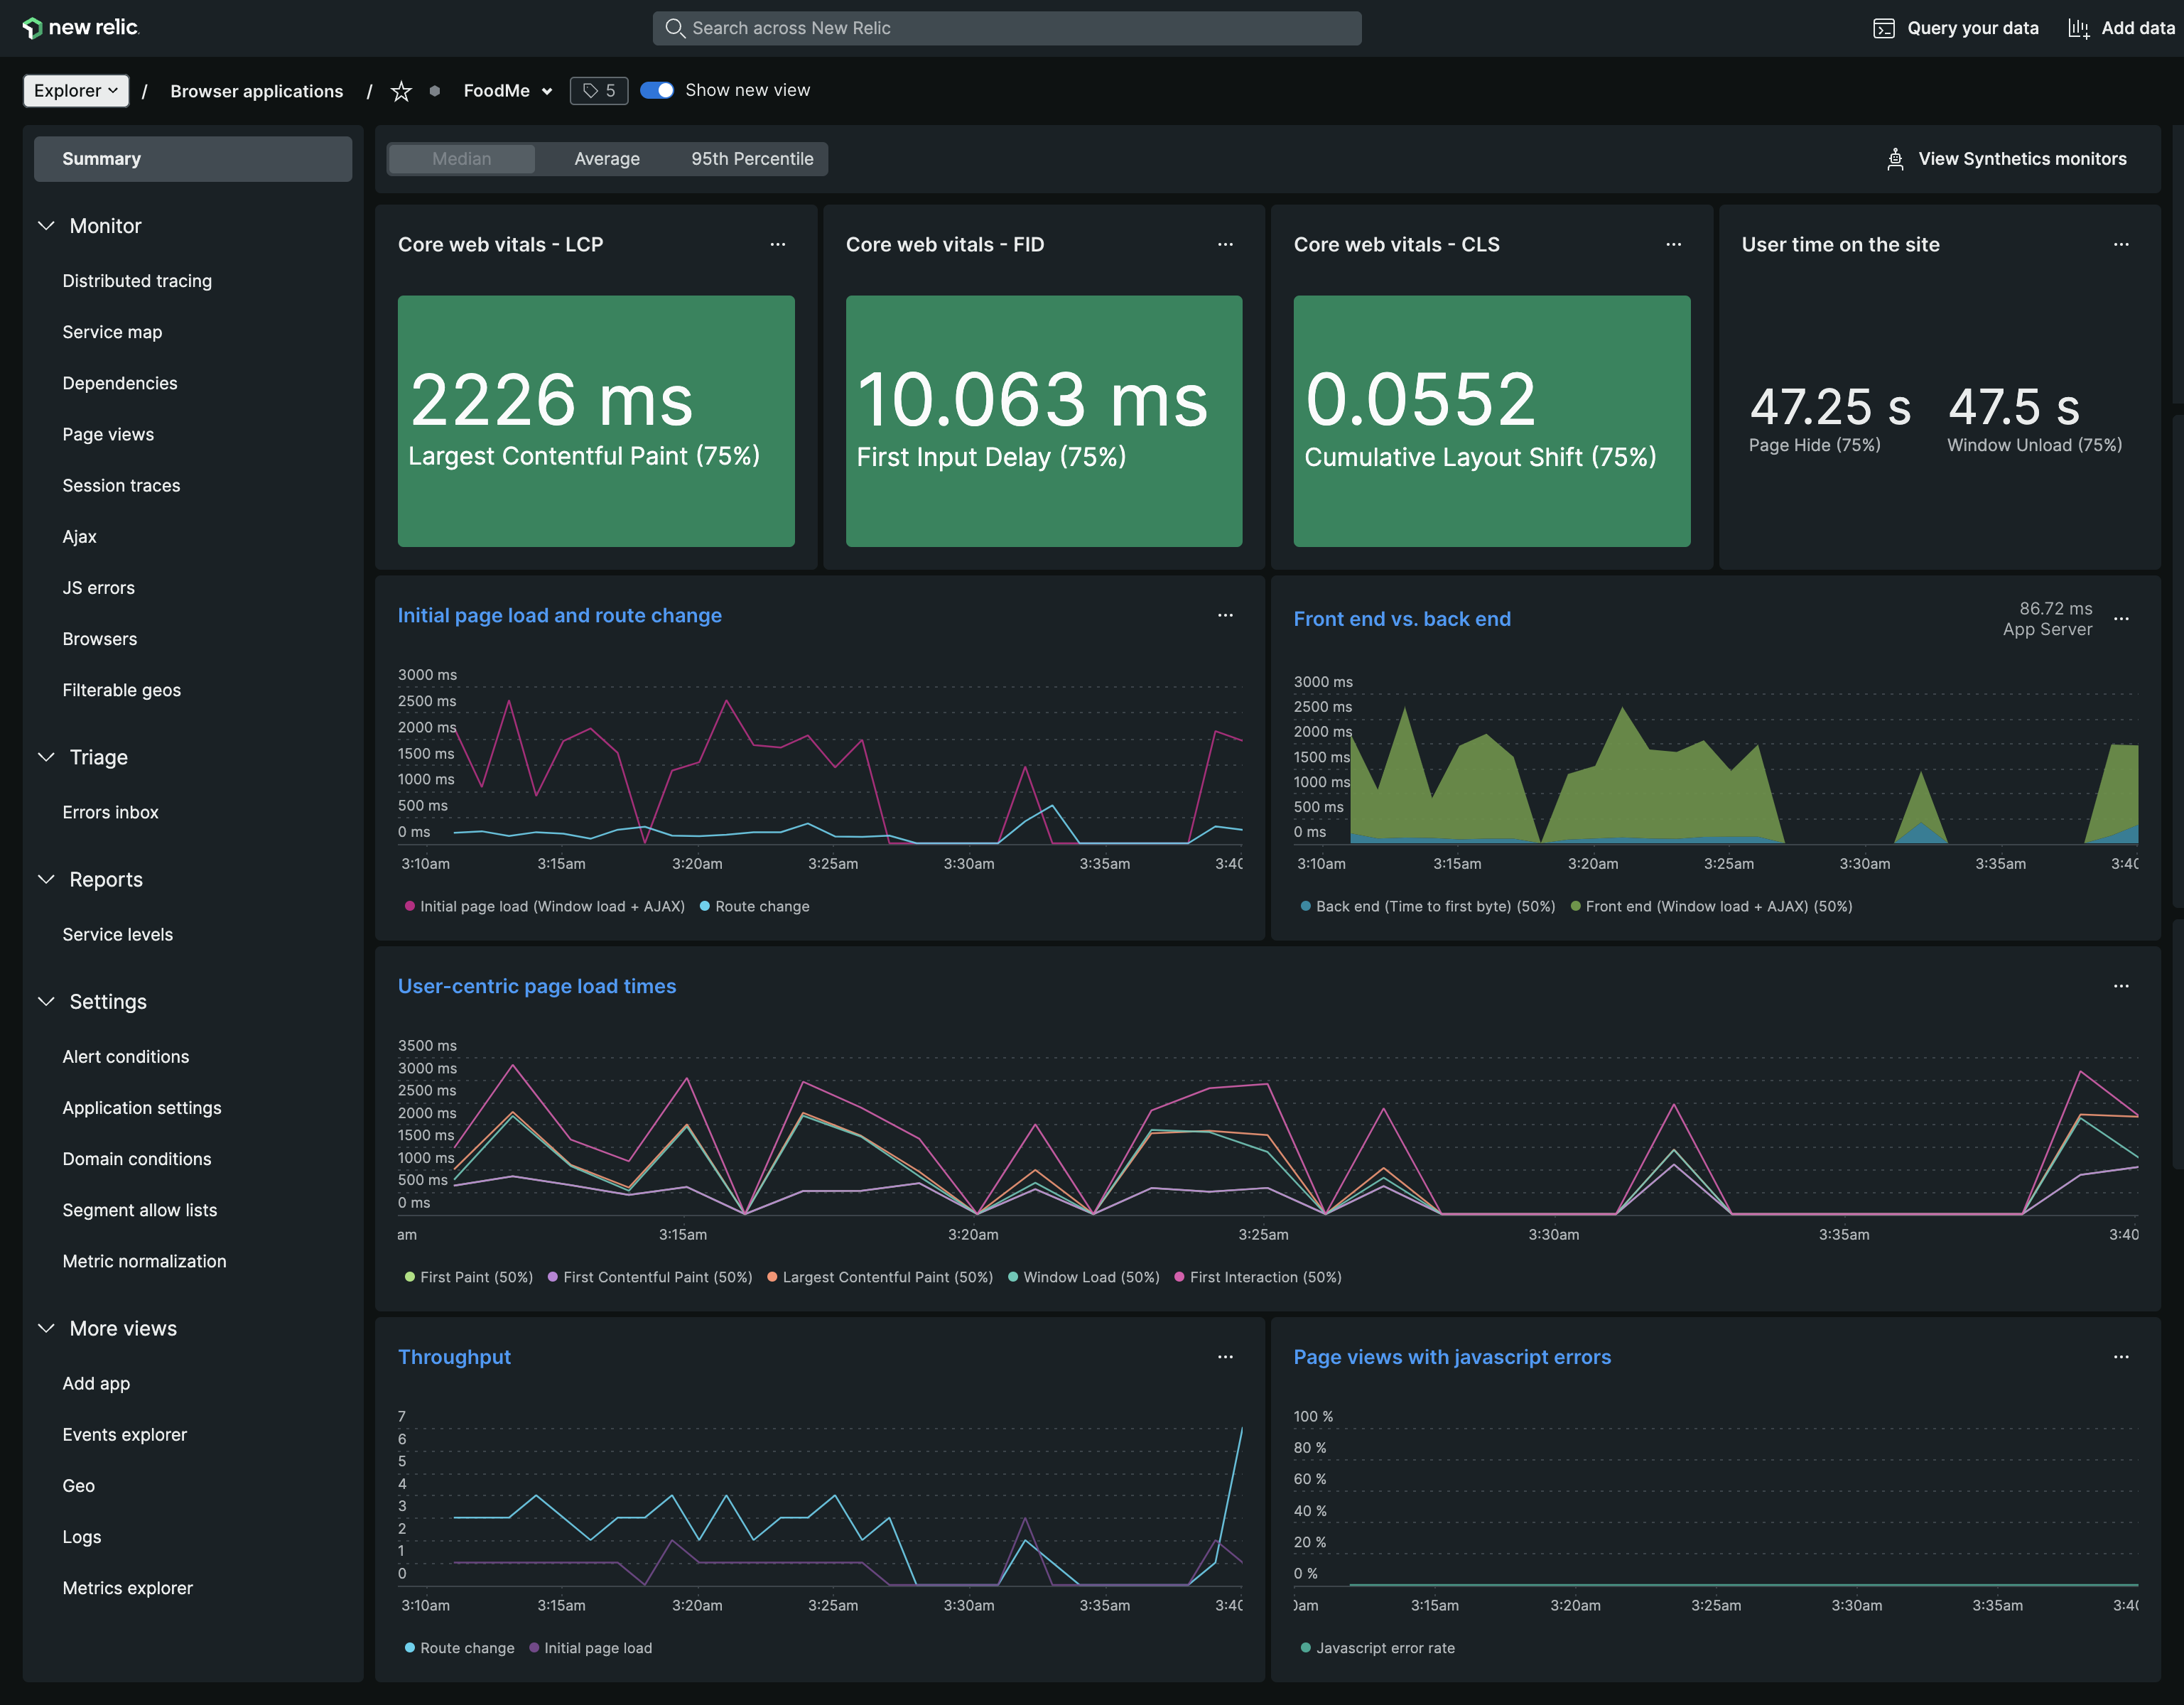 new relic
Search across New Relic
Query your data
Add data
Explorer / Browser applications / FoodMe 5 Show new view
Summary
Monitor
Distributed tracing
Service map
Dependencies
Page views
Session traces
Ajax
JS errors
Browsers
Filterable geos
Triage
Errors inbox
Reports
Service levels
Settings
Alert conditions
Application settings
Domain conditions
Segment allow lists
Metric normalization
More views
Add app
Events explorer
Geo
Logs
Metrics explorer
Median Average 95th Percentile
View Synthetics monitors
Core web vitals - LCP
2226 ms
Largest Contentful Paint (75%)
Core web vitals - FID
10.063 ms
First Input Delay (75%)
Core web vitals - CLS
0.0552
Cumulative Layout Shift (75%)
User time on the site
47.25 s 47.5 s
Page Hide (75%) Window Unload (75%)
Initial page load and route change
3000 ms
2500 ms
2000 ms
1500 ms
1000 ms
500 ms
0 ms
3:10am 3:15am 3:20am 3:25am 3:30am 3:35am 3:40
Initial page load (Window load + AJAX) Route change
Front end vs. back end
86.72 ms
App Server
3000 ms
2500 ms
2000 ms
1500 ms
1000 ms
500 ms
0 ms
3:10am 3:15am 3:20am 3:25am 3:30am 3:35am 3:40
Back end (Time to first byte) (50%) Front end (Window load + AJAX) (50%)
User-centric page load times
3500 ms
3000 ms
2500 ms
2000 ms
1500 ms
1000 ms
500 ms
0 ms
am 3:15am 3:20am 3:25am 3:30am 3:35am 3:40
First Paint (50%) First Contentful Paint (50%) Largest Contentful Paint (50%) Window Load (50%) First Interaction (50%)
Throughput
7
6
5
4
3
2
1
0
3:10am 3:15am 3:20am 3:25am 3:30am 3:35am 3:40
Route change Initial page load
Page views with javascript errors
100 %
80 %
60 %
40 %
20 %
0 %
0am 3:15am 3:20am 3:25am 3:30am 3:35am 3:40
Javascript error rate